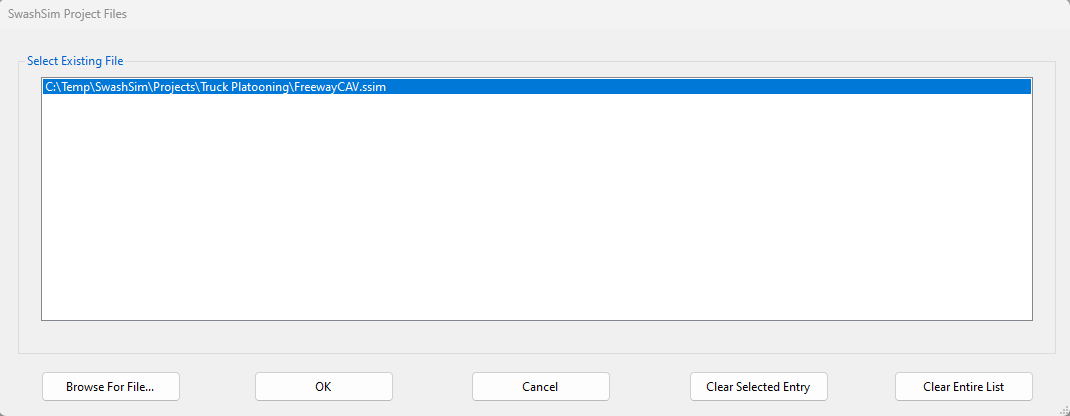 SwashSim Project Files
Select Existing File
C:\Temp\SwashSim\Projects\Truck Platooning\FreewayCAV.ssim
Browse For File...
OK
Cancel
Clear Selected Entry
Clear Entire List